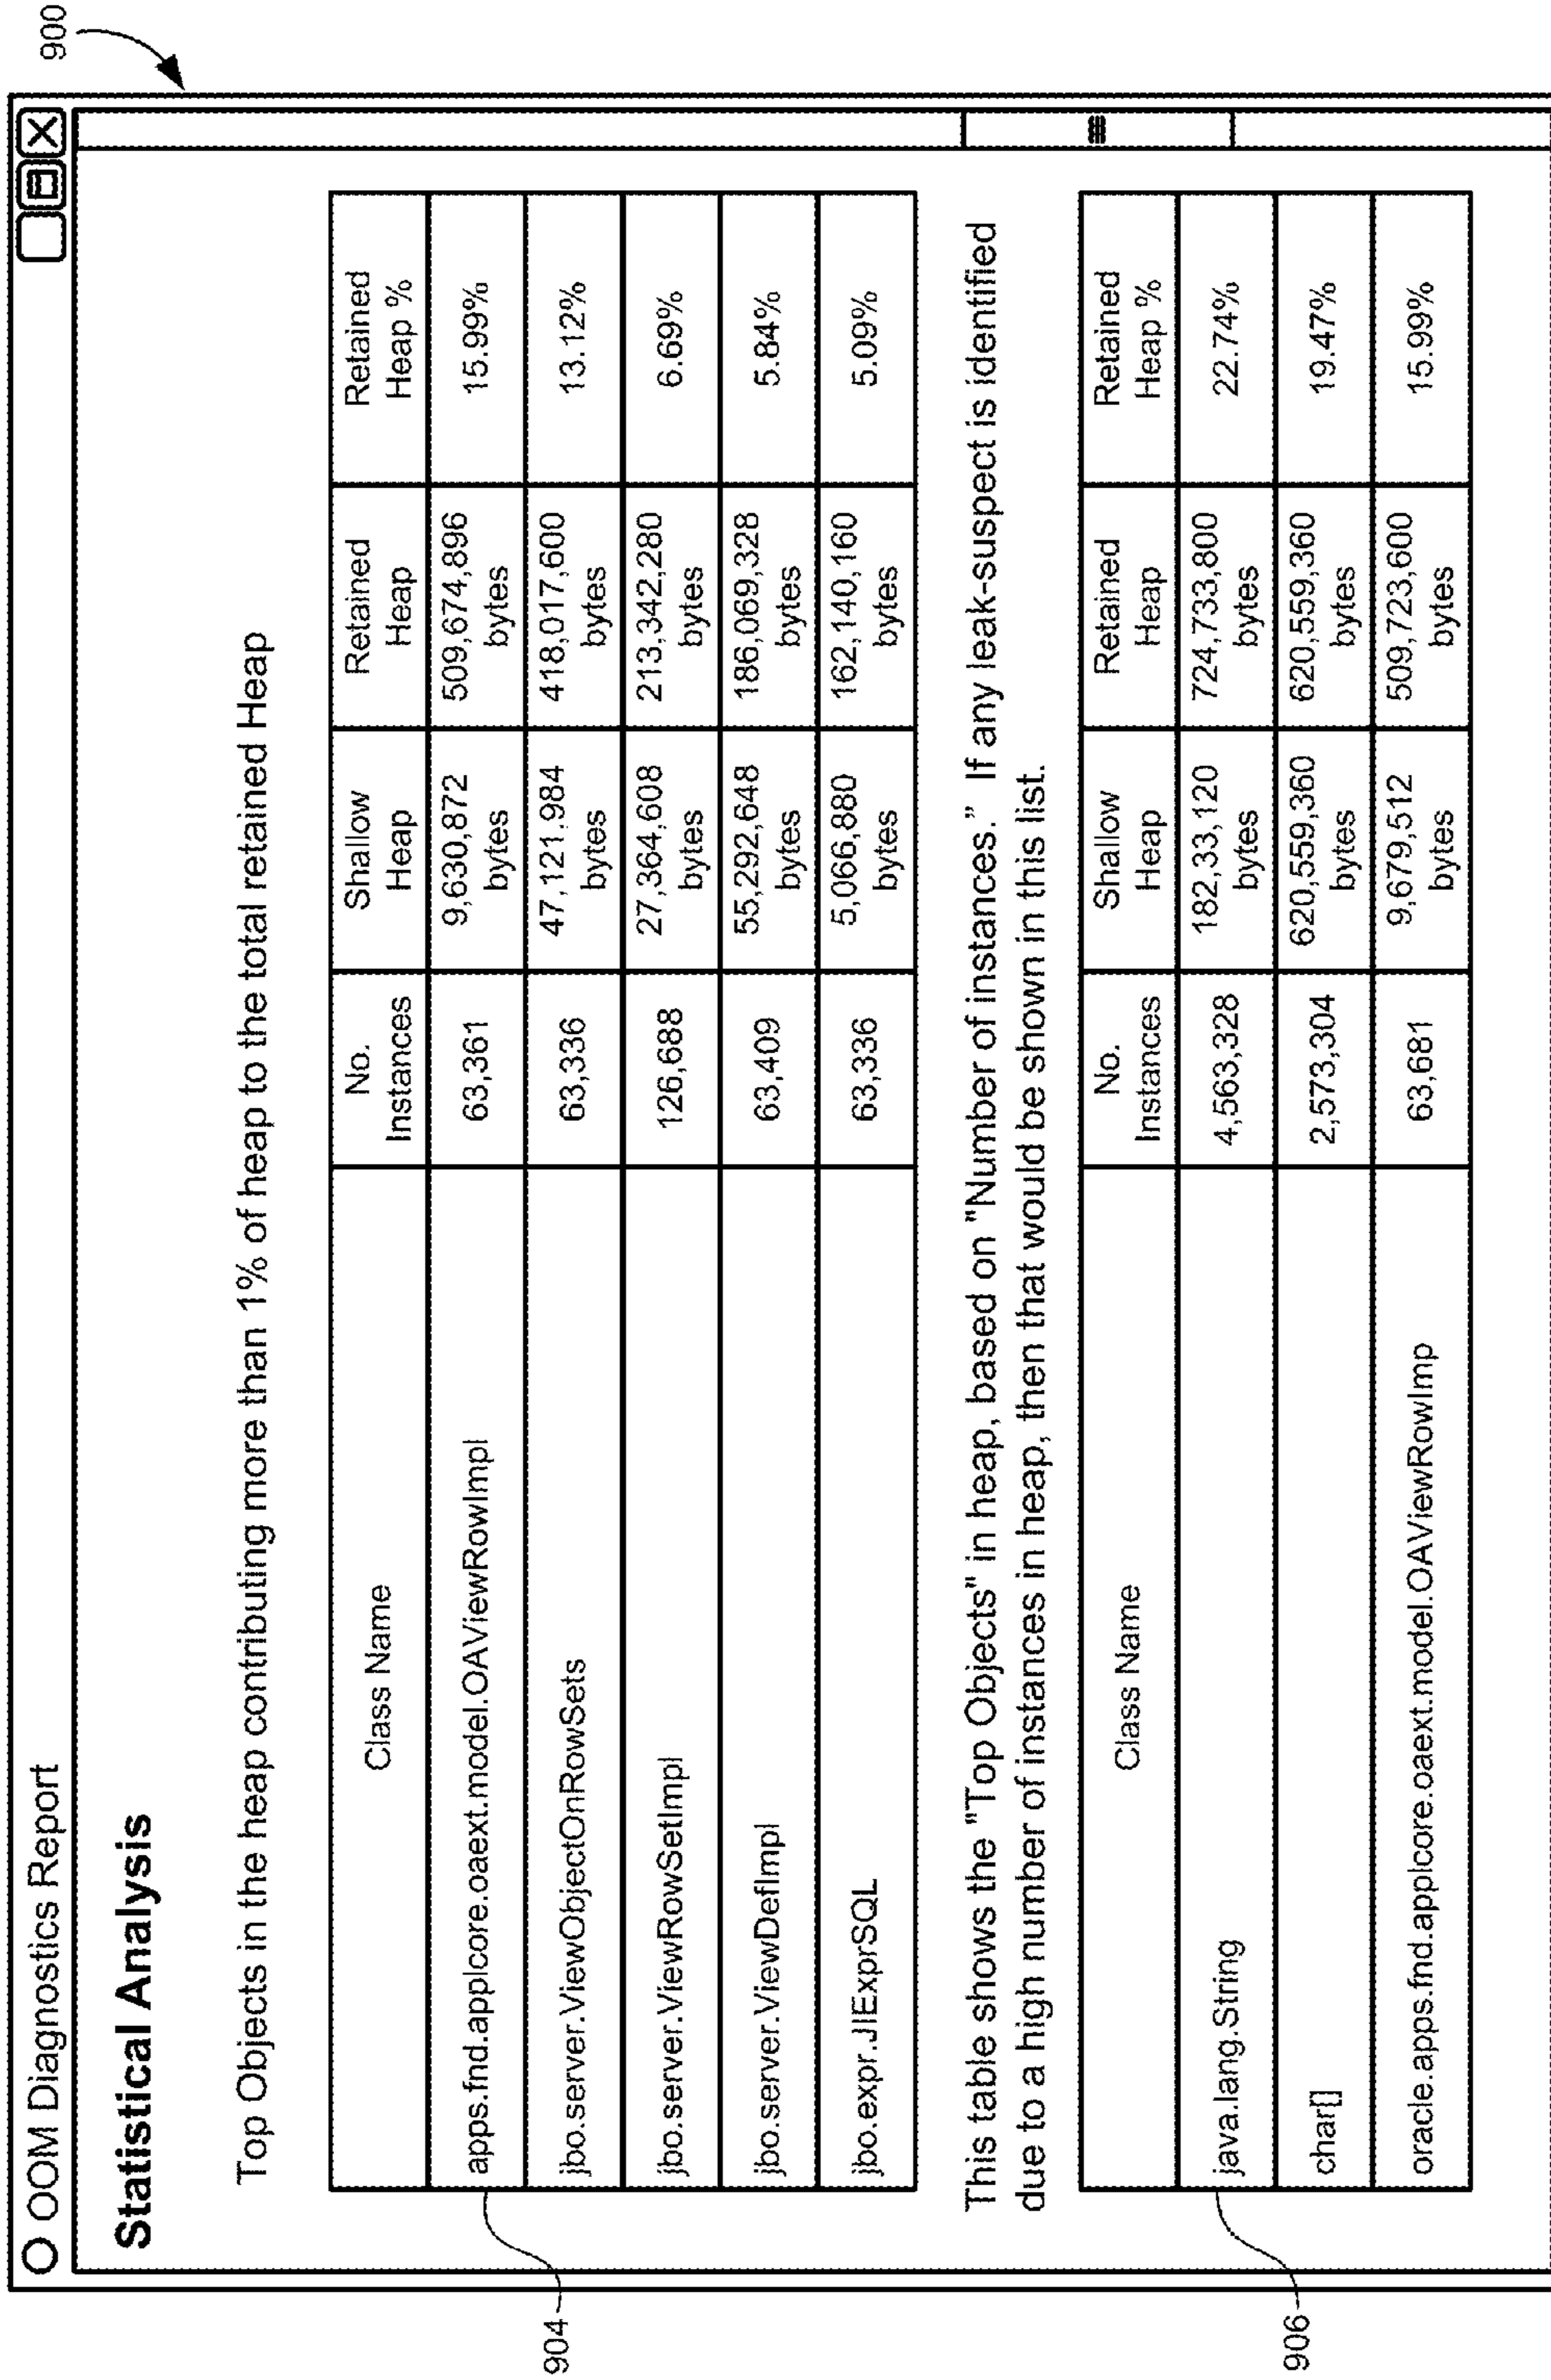 900
OOM Diagnostics Report
Statistical Analysis
Top Objects in the heap contributing more than 1% of heap to the total retained Heap
Class Name | No. Instances | Shallow Heap | Retained Heap | Retained Heap %
apps.fnd.applcore.oaext.model.OAViewRowImpl | 63,361 | 9,630,872 bytes | 509,674,896 bytes | 15.99%
jbo.server.ViewObjectOnRowSets | 63,336 | 47,121.984 bytes | 418,017,600 bytes | 13.12%
jbo.server.ViewRowSetImpl | 126,688 | 27,364,608 bytes | 213,342,280 bytes | 6.69%
jbo.server.ViewDefImpl | 63,409 | 55,292,648 bytes | 186,069,328 bytes | 5.84%
jbo.expr.JIExprSQL | 63,336 | 5,066,880 bytes | 162,140,160 bytes | 5.09%
904
This table shows the "Top Objects" in heap, based on "Number of instances." If any leak-suspect is identified
due to a high number of instances in heap, then that would be shown in this list.
Class Name | No. Instances | Shallow Heap | Retained Heap | Retained Heap %
java.lang.String | 4,563,328 | 182,33,120 bytes | 724,733,800 bytes | 22.74%
char[] | 2,573,304 | 620,559,360 bytes | 620,559,360 bytes | 19.47%
oracle.apps.fnd.applcore.oaext.model.OAViewRowImp | 63,681 | 9,679,512 bytes | 509,723,600 bytes | 15.99%
906